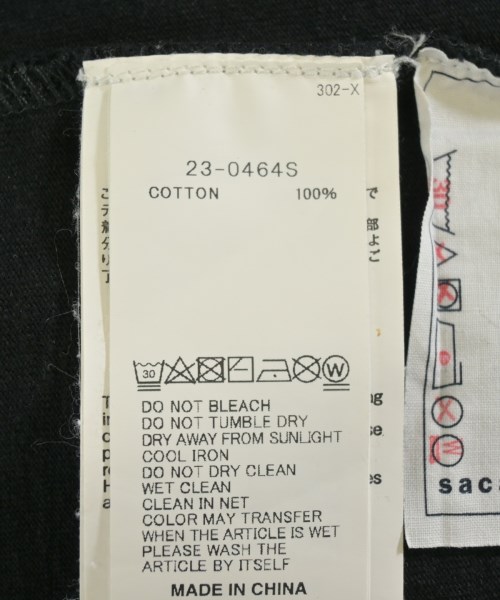 302-X
23-0464S
COTTON 100%
30
W
DO NOT BLEACH
DO NOT TUMBLE DRY
DRY AWAY FROM SUNLIGHT
COOL IRON
DO NOT DRY CLEAN
WET CLEAN
CLEAN IN NET
COLOR MAY TRANSFER
WHEN THE ARTICLE IS WET
PLEASE WASH THE
ARTICLE BY ITSELF
MADE IN CHINA
W
saca